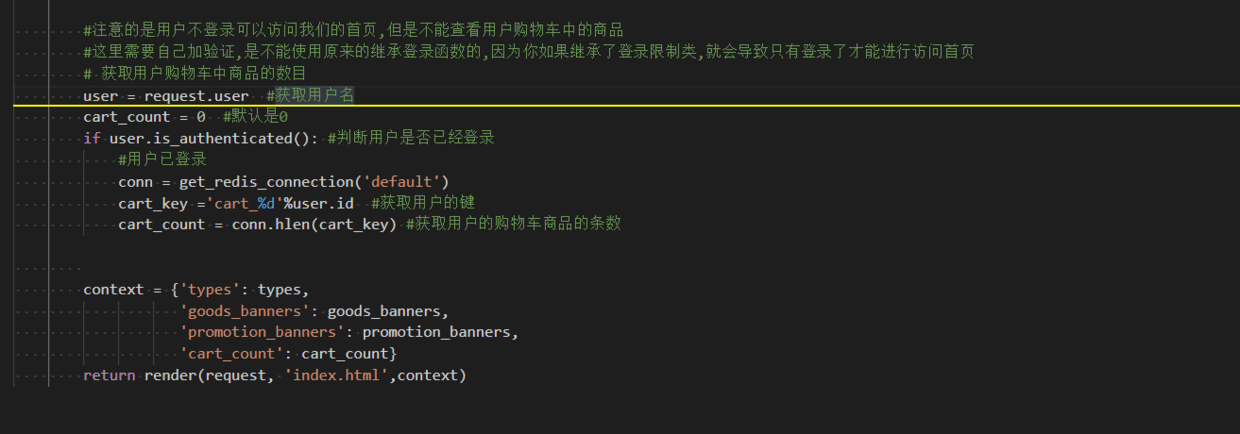 #注意的是用户不登录可以访问我们的首页,但是不能查看用户购物车中的商品
#这里需要自己加验证,是不能使用原来的继承登录函数的,因为你如果继承了登录限制类,就会导致只有登录了才能进行访问首页
# 获取用户购物车中商品的数目
user = request.user  #获取用户名
cart_count = 0  #默认是0
if user.is_authenticated(): #判断用户是否已经登录
    #用户已登录
    conn = get_redis_connection('default')
    cart_key ='cart_%d'%user.id  #获取用户的键
    cart_count = conn.hlen(cart_key) #获取用户的购物车商品的条数
context = {'types': types,
           'goods_banners': goods_banners,
           'promotion_banners': promotion_banners,
           'cart_count': cart_count}
return render(request, 'index.html',context)